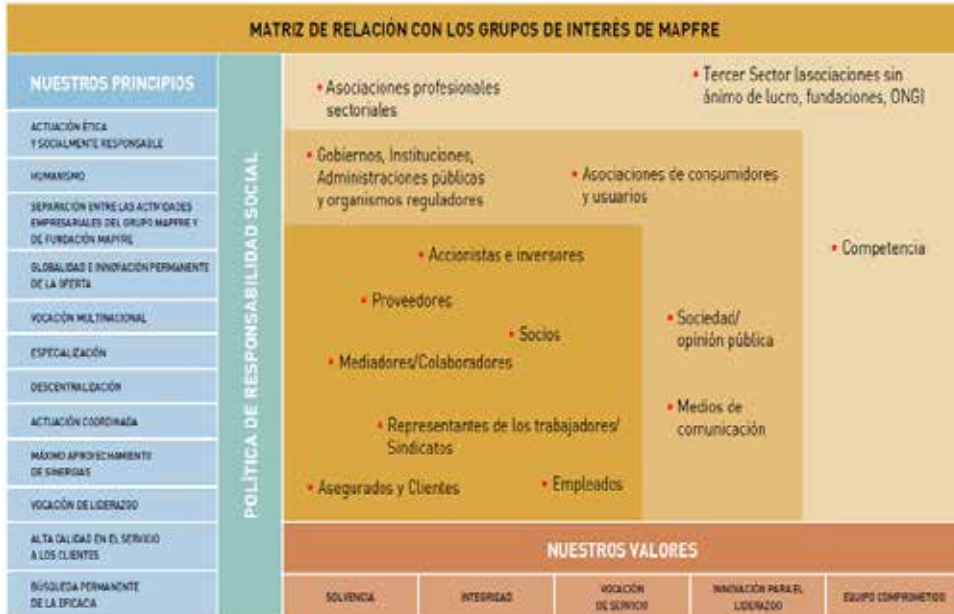 MATRIZ DE RELACIÓN CON LOS GRUPOS DE INTERÉS DE MAPFRE
NUESTROS PRINCIPIOS
ACTUACIÓN ÉTICA
Y SOCIALMENTE RESPONSABLE
HUMANISMO
SEPARACIÓN ENTRE LAS ACTIVIDADES
EMPRESARIALES DEL GRUPO MAPFRE Y
DE FUNDACIÓN MAPFRE
GLOBALIDAD E INNOVACIÓN PERMANENTE
DE LA OFERTA
VOCACIÓN MULTINACIONAL
ESPECIALIZACIÓN
DESCENTRALIZACIÓN
ACTUACIÓN COORDINADA
MÁXIMO APROVECHAMIENTO
DE SINERGIAS
VOCACIÓN DE LIDERAZGO
ALTA CALIDAD EN EL SERVICIO
A LOS CLIENTES
BÚSQUEDA PERMANENTE
DE LA EFICACIA
POLÍTICA DE RESPONSABILIDAD SOCIAL
• Asociaciones profesionales
sectoriales
• Tercer Sector (asociaciones sin
ánimo de lucro, fundaciones, ONG)
• Gobiernos, Instituciones,
Administraciones públicas
y organismos reguladores
• Asociaciones de consumidores
y usuarios
• Competencia
• Accionistas e inversores
• Proveedores
• Socios
• Sociedad/
opinión pública
• Mediadores/Colaboradores
• Medios de
comunicación
• Representantes de los trabajadores/
Sindicatos
• Asegurados y Clientes
• Empleados
NUESTROS VALORES
SOLVENCIA
INTEGRIDAD
VOCACIÓN
DE SERVICIO
INNOVACIÓN PARA EL
LIDERAZGO
EQUIPO COMPROMETIDO